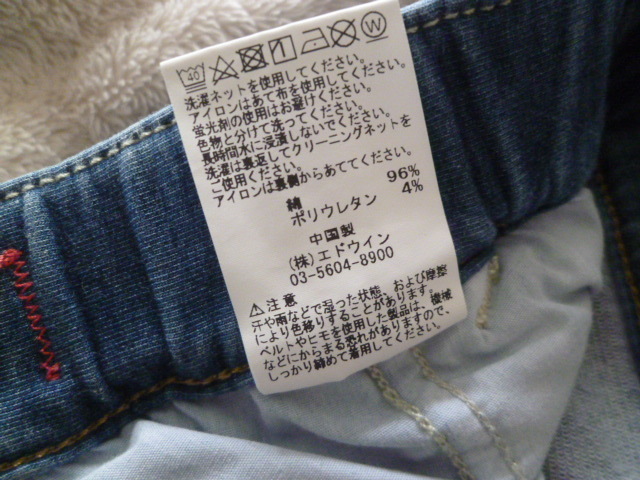 40
W
洗濯ネットを使用してください。
アイロンはあて布を使用してください。
蛍光剤の使用はお避けください。
色物と分けて洗ってください。
長時間水に浸漬しないでください。
洗濯は裏返してクリーニングネットを
ご使用ください。
アイロンは裏側からあててください。
綿 96%
ポリウレタン 4%
中国製
(株)エドウイン
03-5604-8900
⚠注意
汗や雨などで湿った状態、および摩擦
により色移りすることがあります。
ベルトやヒモを使用した製品は、機械
などにからまる恐れがありますので、
しっかり締めて着用してください。